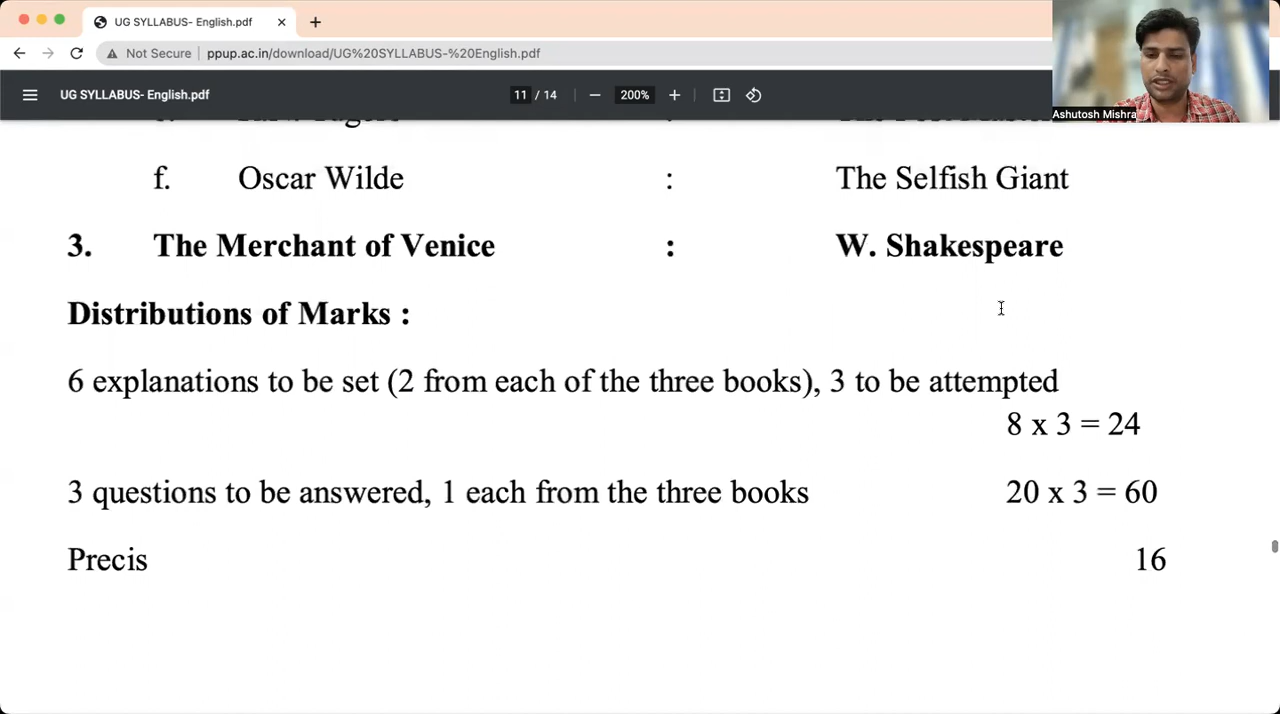 UG SYLLABUS- English.pdf
Not Secure ppup.ac.in/download/UG%20SYLLABUS-%20English.pdf
UG SYLLABUS- English.pdf 11 / 14 200%
Ashutosh Mishra
f. Oscar Wilde : The Selfish Giant
3. The Merchant of Venice : W. Shakespeare
Distributions of Marks :
6 explanations to be set (2 from each of the three books), 3 to be attempted
8 x 3 = 24
3 questions to be answered, 1 each from the three books 20 x 3 = 60
Precis 16